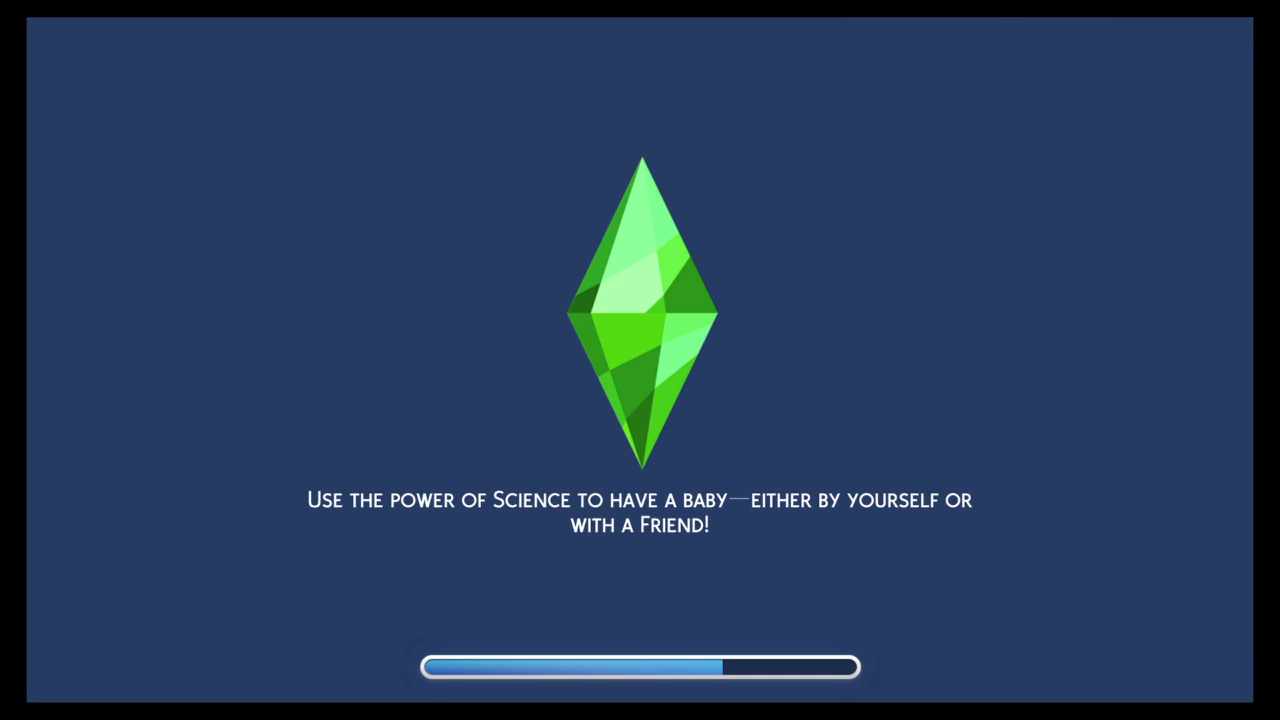 Use the power of Science to have a baby—either by yourself or
with a Friend!